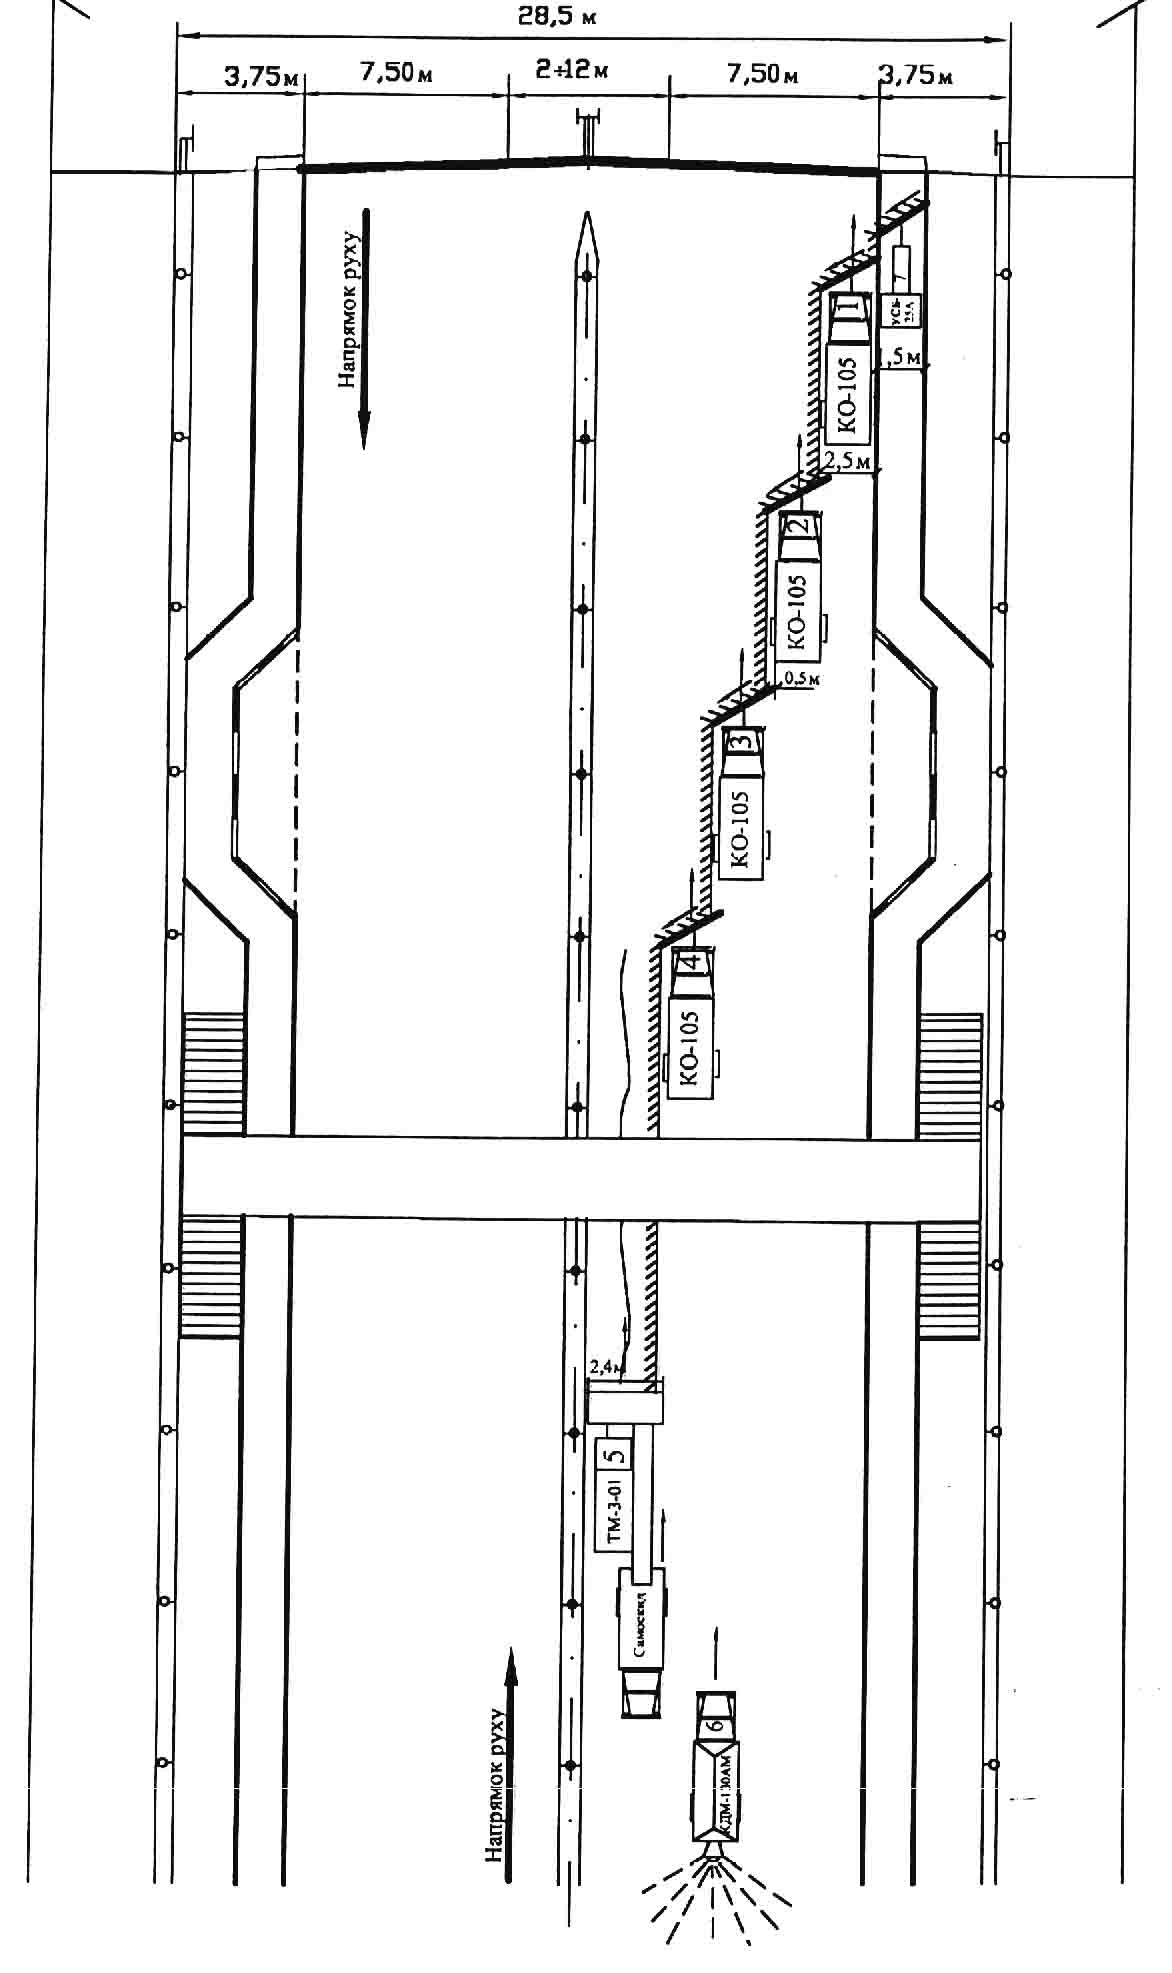 28,5 м
3,75м
7,50м
2÷12м
7,50м
3,75м
Напрямок руху
7
УСБ-25А
1
КО-105
,5м
2,5м
2
КО-105
0,5м
3
КО-105
4
КО-105
2,4м
5
ТМ-3-01
Самоскид
Напрямок руху
6
КДМ-130АМ